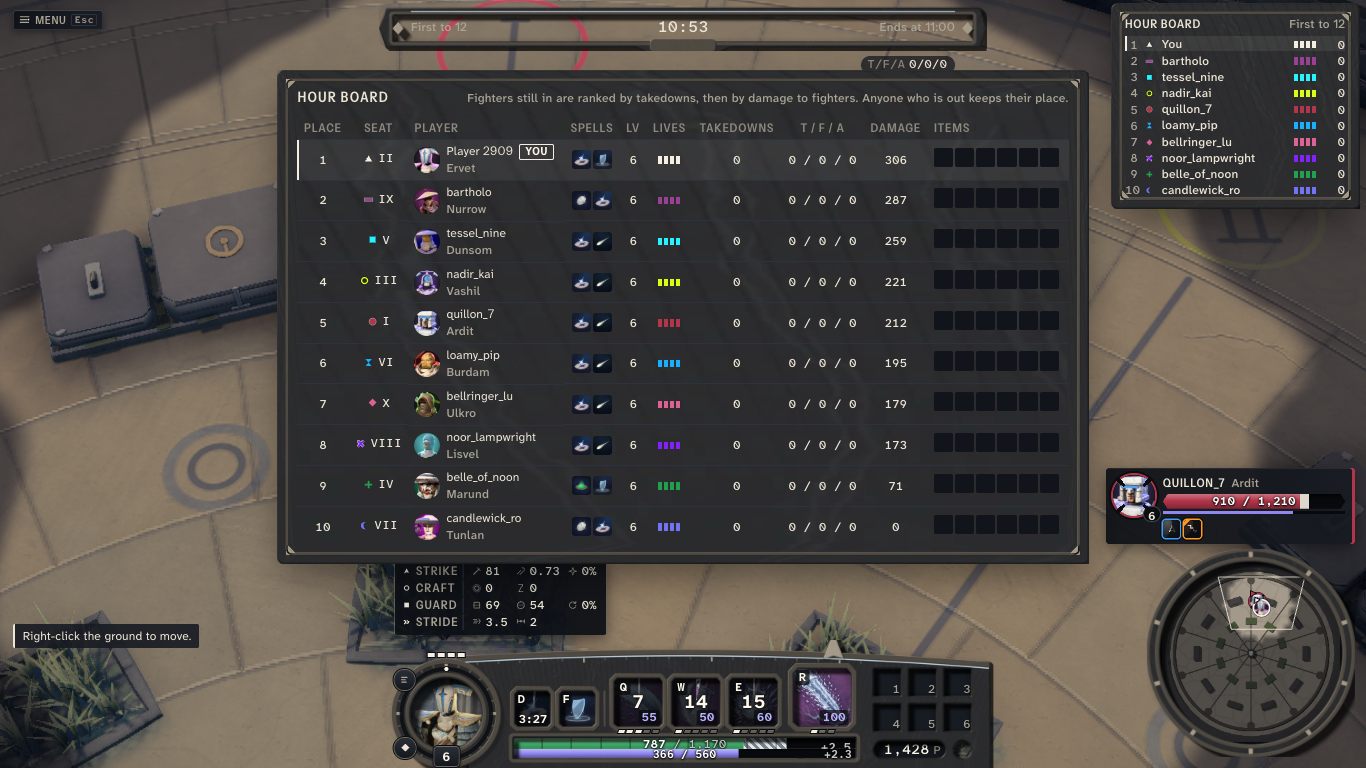 MENU Esc
First to 12
10:53
Ends at 11:00
T/F/A 0/0/0
HOUR BOARD First to 12
1 You 0
2 bartholo 0
3 tessel_nine 0
4 nadir_kai 0
5 quillon_7 0
6 loamy_pip 0
7 bellringer_lu 0
8 noor_lampwright 0
9 belle_of_noon 0
10 candlewick_ro 0
HOUR BOARD
Fighters still in are ranked by takedowns, then by damage to fighters. Anyone who is out keeps their place.
PLACE SEAT PLAYER SPELLS LV LIVES TAKEDOWNS T / F / A DAMAGE ITEMS
1 II Player 2909 YOU Ervet 6 0 0 / 0 / 0 306
2 IX bartholo Nurrow 6 0 0 / 0 / 0 287
3 V tessel_nine Dunsom 6 0 0 / 0 / 0 259
4 III nadir_kai Vashil 6 0 0 / 0 / 0 221
5 I quillon_7 Ardit 6 0 0 / 0 / 0 212
6 VI loamy_pip Burdam 6 0 0 / 0 / 0 195
7 X bellringer_lu Ulkro 6 0 0 / 0 / 0 179
8 VIII noor_lampwright Lisvel 6 0 0 / 0 / 0 173
9 IV belle_of_noon Marund 6 0 0 / 0 / 0 71
10 VII candlewick_ro Tunlan 6 0 0 / 0 / 0 0
QUILLON_7 Ardit
910 / 1,210
6
STRIKE 81 0.73 0%
CRAFT 0 0
GUARD 69 54 0%
STRIDE 3.5 2
Right-click the ground to move.
6
D 3:27
F
Q 7 55
W 14 50
E 15 60
R 100
787 / 1,170 +2.5
366 / 560 +2.3
1 2 3
4 5 6
1,428 P